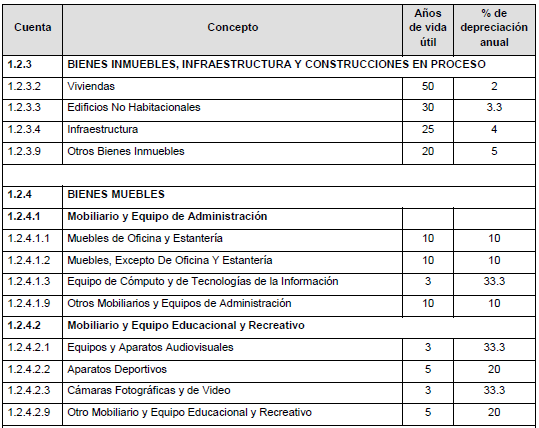 Cuenta Concepto Años de vida útil % de depreciación anual
1.2.3 BIENES INMUEBLES, INFRAESTRUCTURA Y CONSTRUCCIONES EN PROCESO
1.2.3.2 Viviendas 50 2
1.2.3.3 Edificios No Habitacionales 30 3.3
1.2.3.4 Infraestructura 25 4
1.2.3.9 Otros Bienes Inmuebles 20 5
1.2.4 BIENES MUEBLES
1.2.4.1 Mobiliario y Equipo de Administración
1.2.4.1.1 Muebles de Oficina y Estantería 10 10
1.2.4.1.2 Muebles, Excepto De Oficina Y Estantería 10 10
1.2.4.1.3 Equipo de Cómputo y de Tecnologías de la Información 3 33.3
1.2.4.1.9 Otros Mobiliarios y Equipos de Administración 10 10
1.2.4.2 Mobiliario y Equipo Educacional y Recreativo
1.2.4.2.1 Equipos y Aparatos Audiovisuales 3 33.3
1.2.4.2.2 Aparatos Deportivos 5 20
1.2.4.2.3 Cámaras Fotográficas y de Video 3 33.3
1.2.4.2.9 Otro Mobiliario y Equipo Educacional y Recreativo 5 20